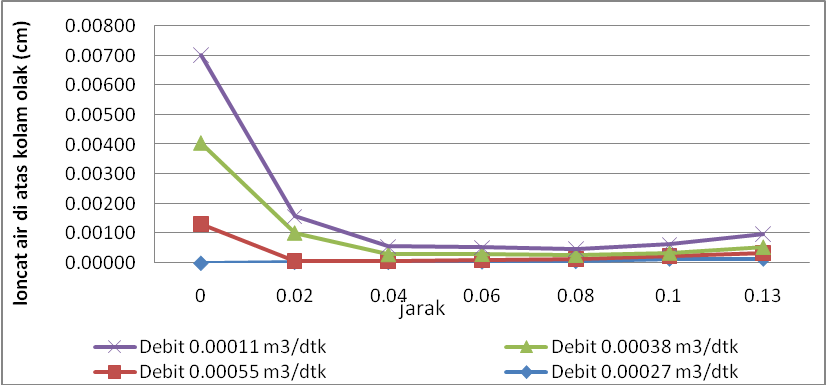 loncat air di atas kolam olak (cm)
0.00800
0.00700
0.00600
0.00500
0.00400
0.00300
0.00200
0.00100
0.00000
0 0.02 0.04 0.06 0.08 0.1 0.13
jarak
Debit 0.00011 m3/dtk Debit 0.00038 m3/dtk
Debit 0.00055 m3/dtk Debit 0.00027 m3/dtk